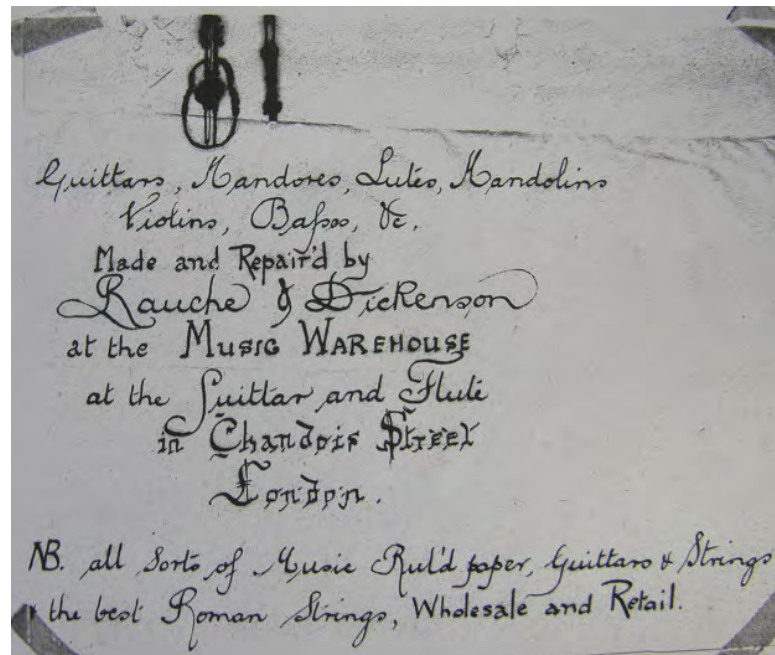 Guittars, Mandores, Lutes, Mandolins
Violins, Baſses, &c.
Made and Repair'd by
Rauche & Dickenson
at the MUSIC WAREHOUSE
at the Guittar and Flute
in Chandois Street
London.
NB. all Sorts of Music Rul'd paper, Guittars & Strings
& the best Roman Strings, Wholesale and Retail.